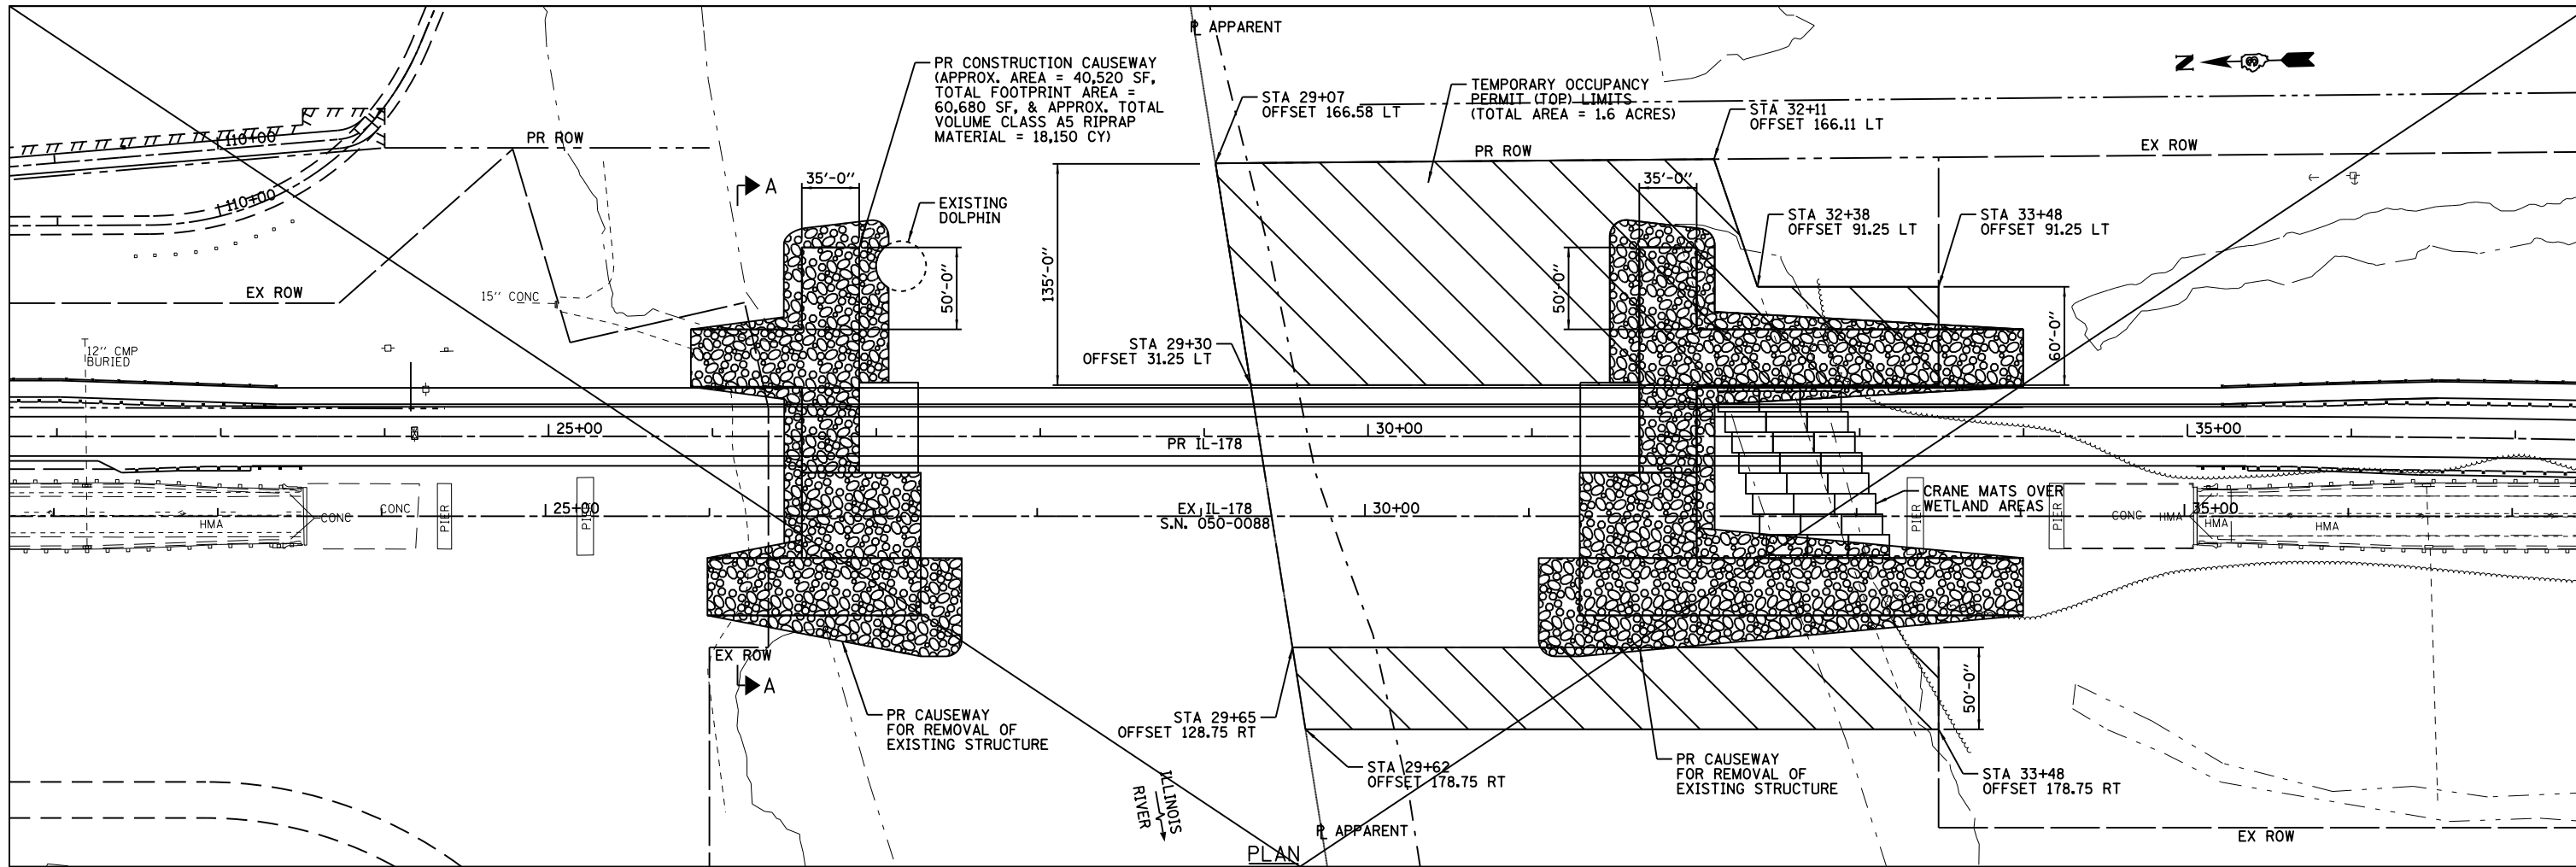 ℄ APPARENT
PR CONSTRUCTION CAUSEWAY
(APPROX. AREA = 40,520 SF,
TOTAL FOOTPRINT AREA =
60,680 SF, & APPROX. TOTAL
VOLUME CLASS A5 RIPRAP
MATERIAL = 18,150 CY)
TEMPORARY OCCUPANCY
PERMIT (TOP) LIMITS
(TOTAL AREA = 1.6 ACRES)
N
STA 29+07
OFFSET 166.58 LT
STA 32+11
OFFSET 166.11 LT
110+00
PR ROW
PR ROW
EX ROW
110+00
A
35'-0"
35'-0"
EXISTING
DOLPHIN
STA 32+38
OFFSET 91.25 LT
STA 33+48
OFFSET 91.25 LT
135'-0"
50'-0"
50'-0"
60'-0"
EX ROW
15" CONC
12" CMP
BURIED
STA 29+30
OFFSET 31.25 LT
25+00
30+00
35+00
PR IL-178
CRANE MATS OVER
WETLAND AREAS
HMA
CONC
CONC
PIER
25+00
PIER
EX IL-178
S.N. 050-0088
30+00
PIER
PIER
CONC
HMA
35+00
HMA
HMA
EX ROW
A
PR CAUSEWAY
FOR REMOVAL OF
EXISTING STRUCTURE
STA 29+65
OFFSET 128.75 RT
50'-0"
STA 29+62
OFFSET 178.75 RT
PR CAUSEWAY
FOR REMOVAL OF
EXISTING STRUCTURE
STA 33+48
OFFSET 178.75 RT
ILLINOIS
RIVER
℄ APPARENT
EX ROW
PLAN